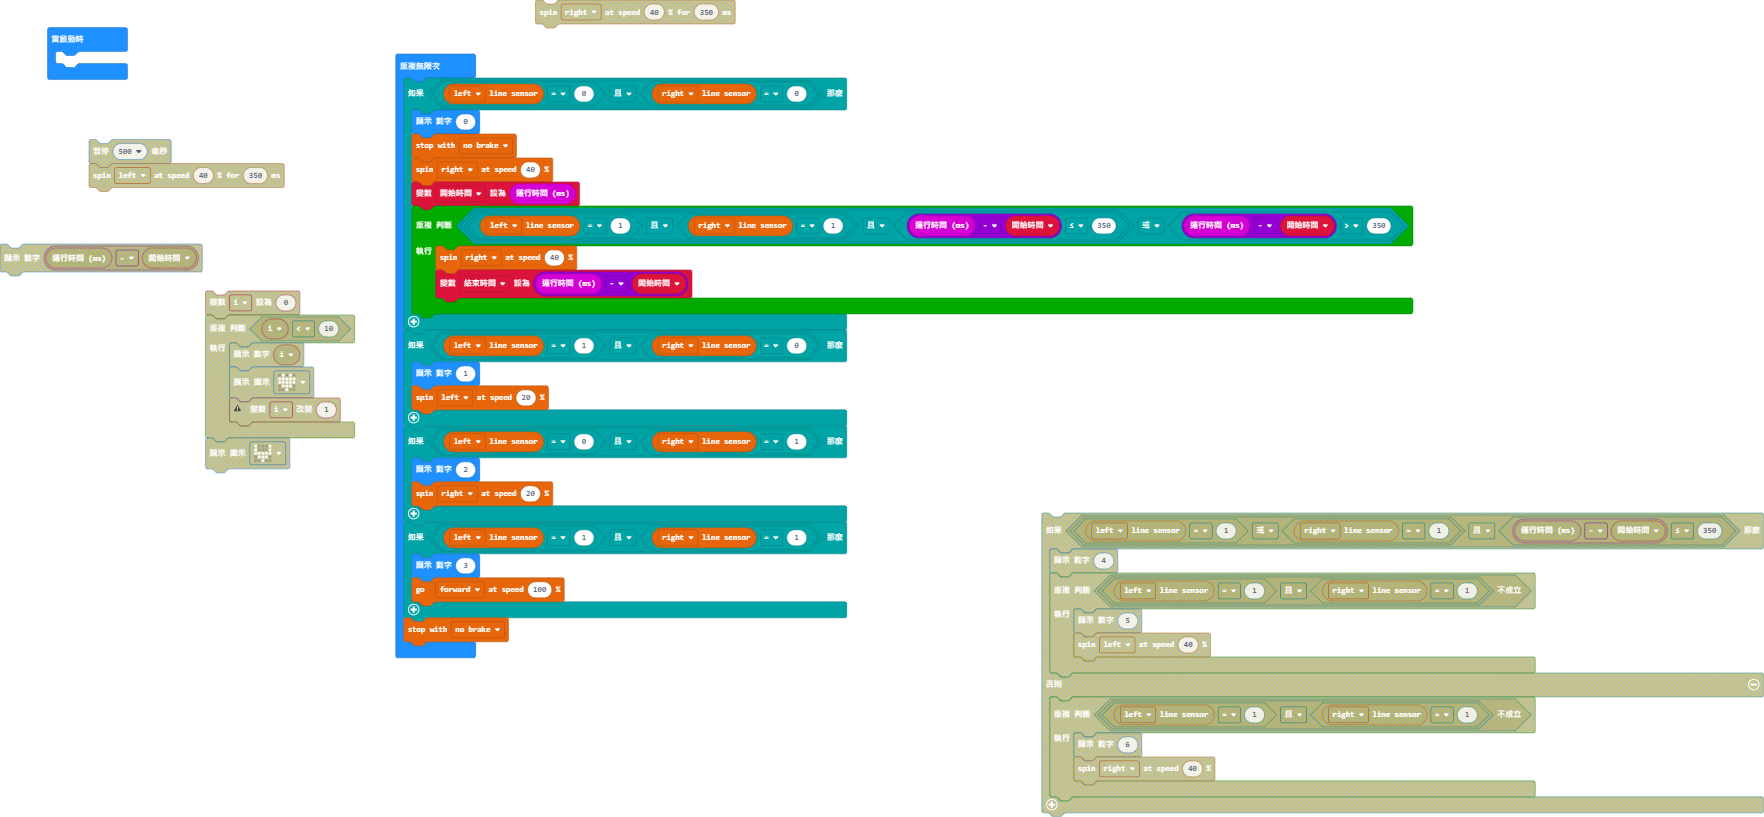 spin right at speed 40 % for 350 ms
當啟動時
暫停 500 毫秒
spin left at speed 40 % for 350 ms
顯示 數字 運行時間 (ms) - 開始時間
變數 i 設為 0
重複 判斷 i < 10
執行
顯示 數字 i
顯示 圖示
變數 i 改變 1
顯示 圖示
重複無限次
如果 left line sensor = 0 且 right line sensor = 0 那麼
顯示 數字 0
stop with no brake
spin right at speed 40 %
變數 開始時間 設為 運行時間 (ms)
重複 判斷 left line sensor = 1 且 right line sensor = 1 且 運行時間 (ms) - 開始時間 ≤ 350 或 運行時間 (ms) - 開始時間 > 350
執行
spin right at speed 40 %
變數 結束時間 設為 運行時間 (ms) - 開始時間
如果 left line sensor = 1 且 right line sensor = 0 那麼
顯示 數字 1
spin left at speed 20 %
如果 left line sensor = 0 且 right line sensor = 1 那麼
顯示 數字 2
spin right at speed 20 %
如果 left line sensor = 1 且 right line sensor = 1 那麼
顯示 數字 3
go forward at speed 100 %
stop with no brake
如果 left line sensor = 1 或 right line sensor = 1 且 運行時間 (ms) - 開始時間 ≤ 350 那麼
顯示 數字 4
重複 判斷 left line sensor = 1 且 right line sensor = 1 不成立
執行
顯示 數字 5
spin left at speed 40 %
否則
重複 判斷 left line sensor = 1 且 right line sensor = 1 不成立
執行
顯示 數字 6
spin right at speed 40 %